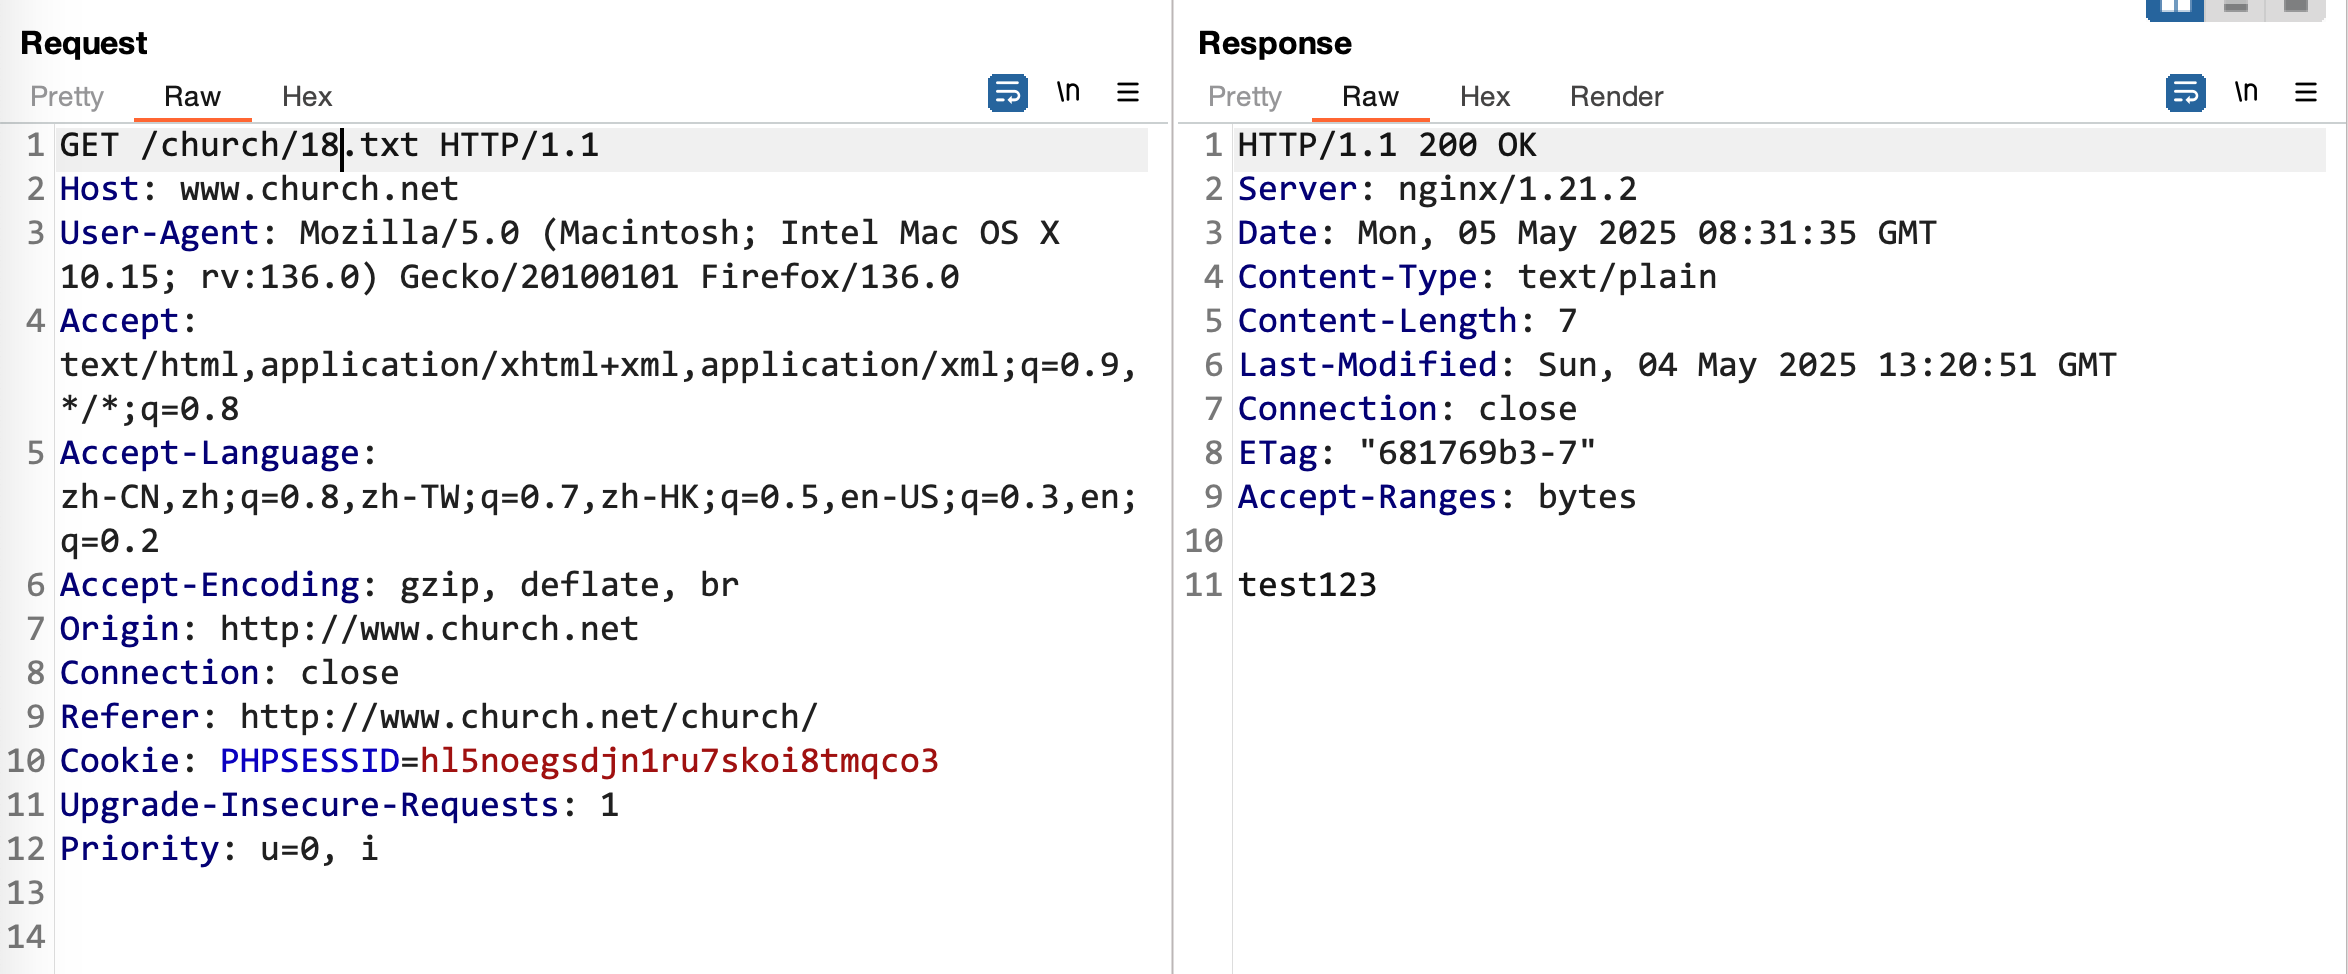 Request
Pretty Raw Hex \n
1 GET /church/18.txt HTTP/1.1
2 Host: www.church.net
3 User-Agent: Mozilla/5.0 (Macintosh; Intel Mac OS X
10.15; rv:136.0) Gecko/20100101 Firefox/136.0
4 Accept:
text/html,application/xhtml+xml,application/xml;q=0.9,
*/*;q=0.8
5 Accept-Language:
zh-CN,zh;q=0.8,zh-TW;q=0.7,zh-HK;q=0.5,en-US;q=0.3,en;
q=0.2
6 Accept-Encoding: gzip, deflate, br
7 Origin: http://www.church.net
8 Connection: close
9 Referer: http://www.church.net/church/
10 Cookie: PHPSESSID=hl5noegsdjn1ru7skoi8tmqco3
11 Upgrade-Insecure-Requests: 1
12 Priority: u=0, i
13
14
Response
Pretty Raw Hex Render \n
1 HTTP/1.1 200 OK
2 Server: nginx/1.21.2
3 Date: Mon, 05 May 2025 08:31:35 GMT
4 Content-Type: text/plain
5 Content-Length: 7
6 Last-Modified: Sun, 04 May 2025 13:20:51 GMT
7 Connection: close
8 ETag: "681769b3-7"
9 Accept-Ranges: bytes
10
11 test123